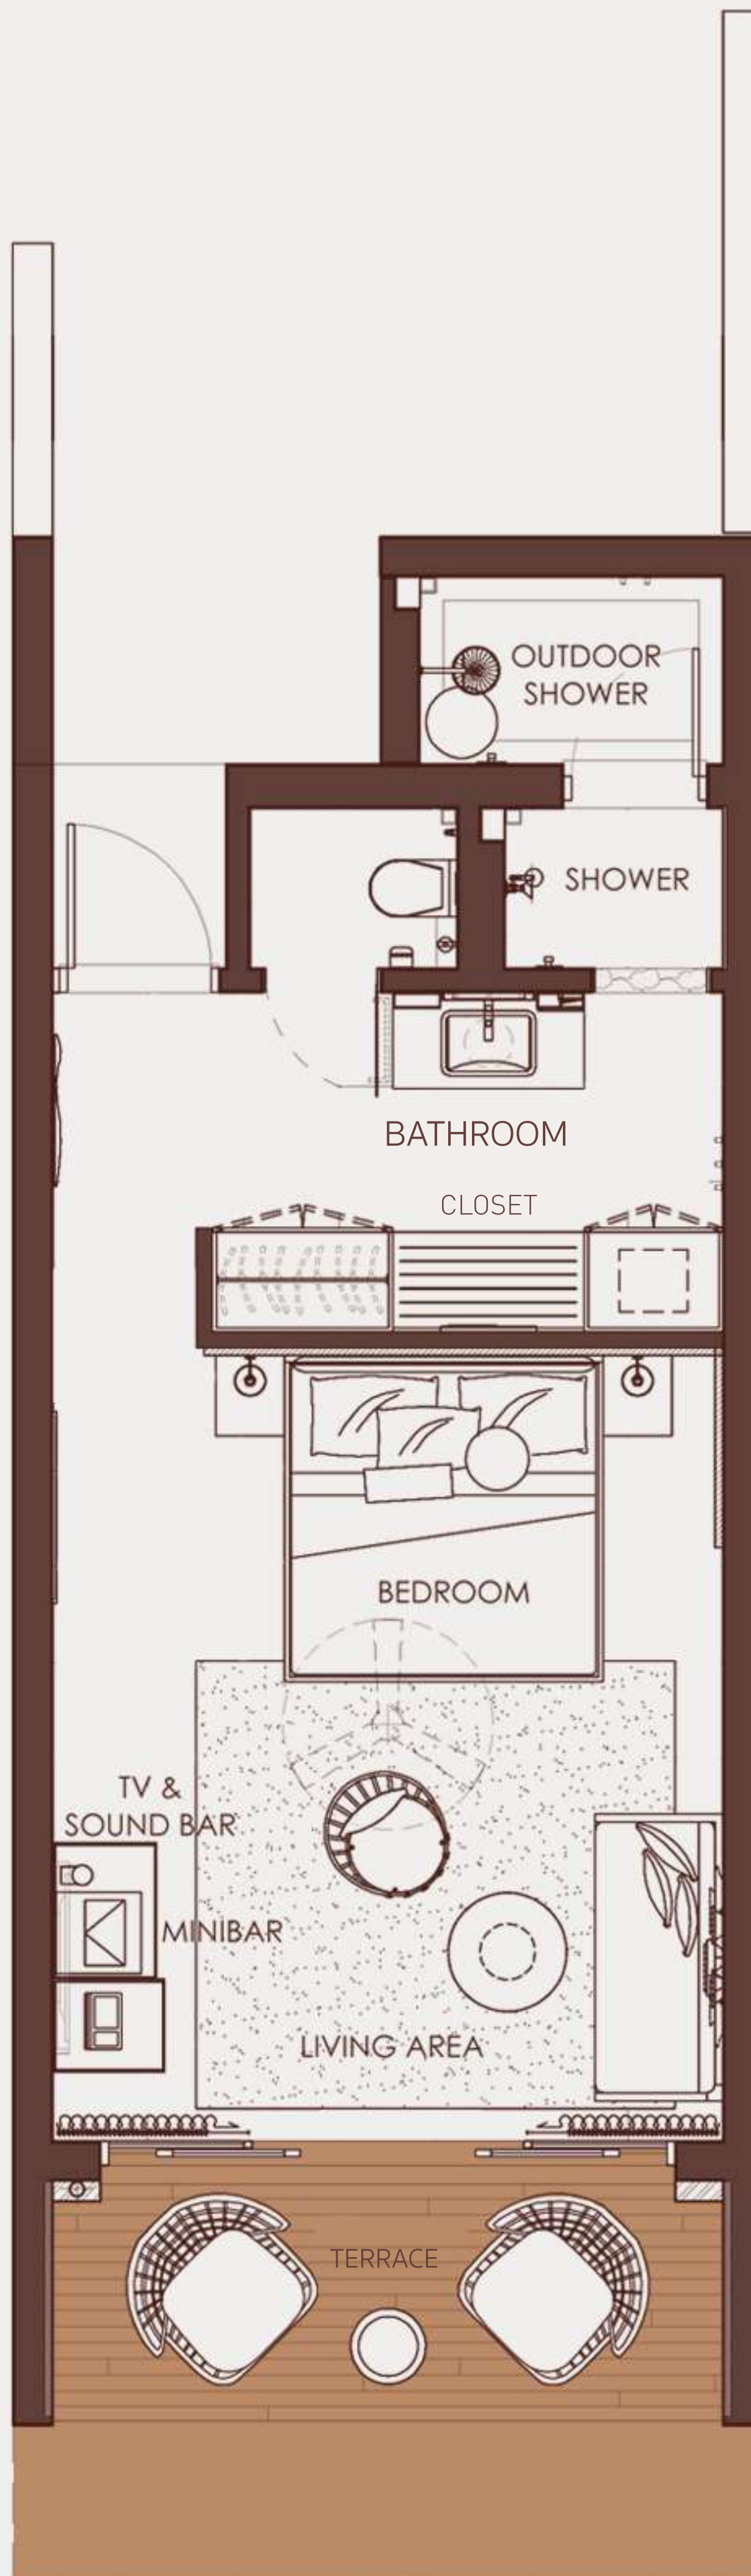 OUTDOOR
SHOWER
SHOWER
BATHROOM
CLOSET
BEDROOM
TV &
SOUND BAR
MINIBAR
LIVING AREA
TERRACE